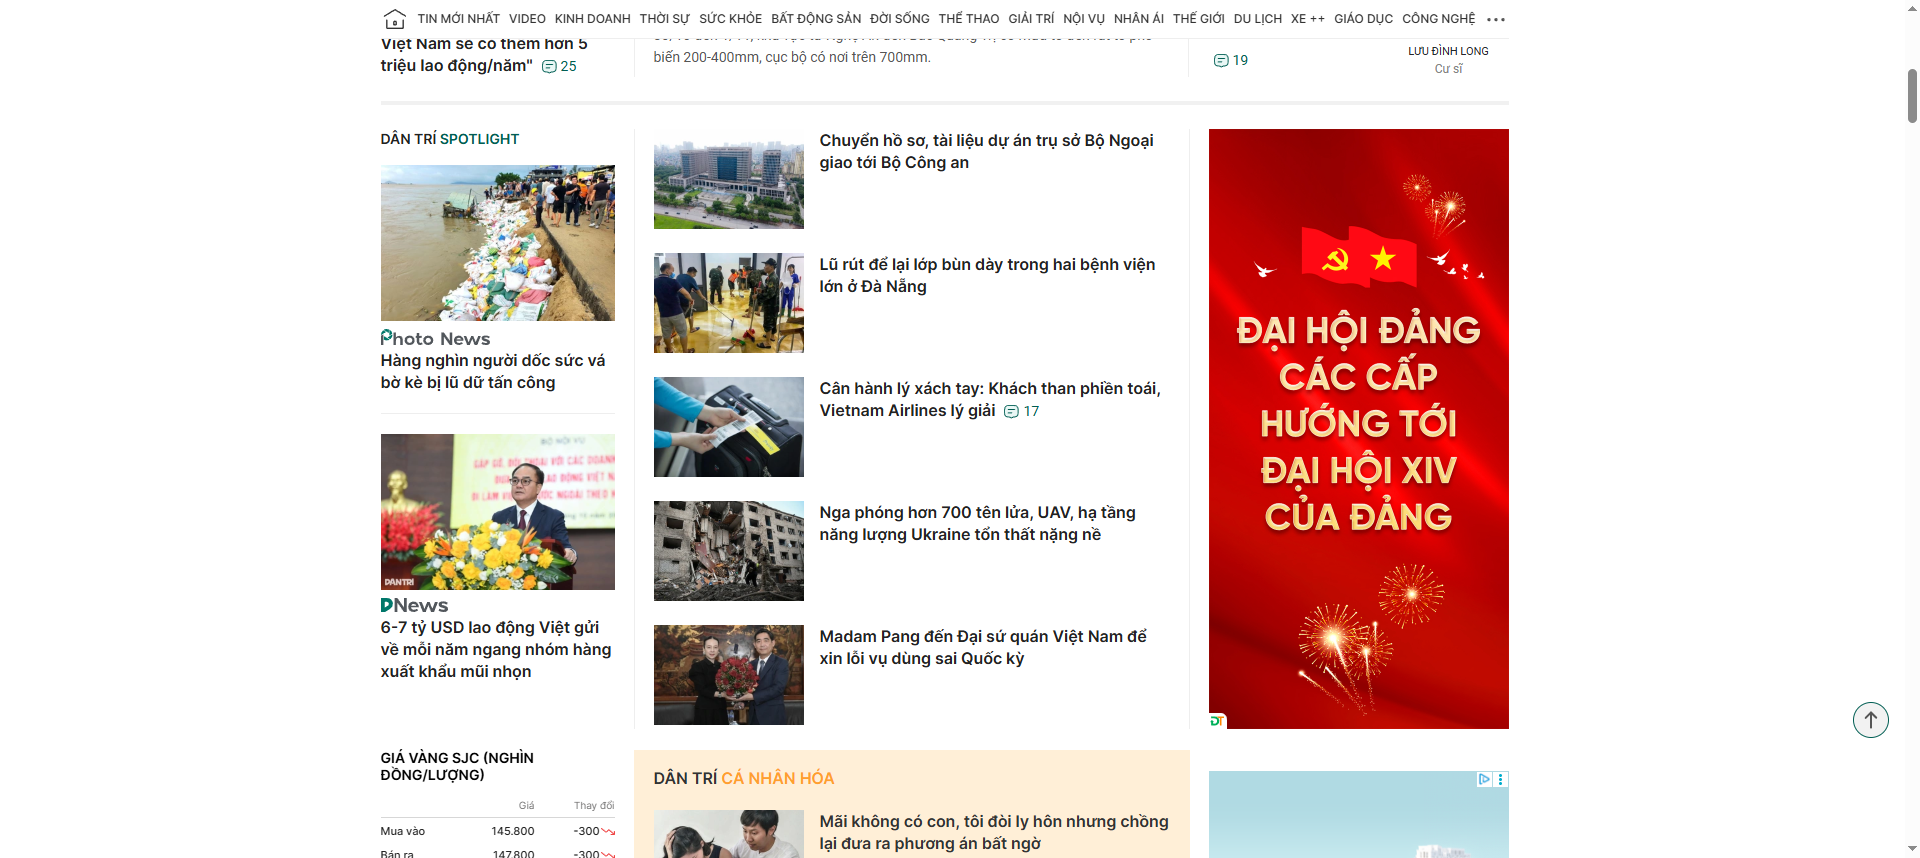 TIN MỚI NHẤT VIDEO KINH DOANH THỜI SỰ SỨC KHỎE BẤT ĐỘNG SẢN ĐỜI SỐNG THỂ THAO GIẢI TRÍ NỘI VỤ NHÂN ÁI THẾ GIỚI DU LỊCH XE ++ GIÁO DỤC CÔNG NGHỆ
Việt Nam sẽ có thêm hơn 5
triệu lao động/năm" 25
biến 200-400mm, cục bộ có nơi trên 700mm.
19
LƯU ĐÌNH LONG
Cư sĩ
DÂN TRÍ SPOTLIGHT
Photo News
Hàng nghìn người dốc sức vá
bờ kè bị lũ dữ tấn công
BỘ NỘI VỤ
DANTRI
DNews
6-7 tỷ USD lao động Việt gửi
về mỗi năm ngang nhóm hàng
xuất khẩu mũi nhọn
Chuyển hồ sơ, tài liệu dự án trụ sở Bộ Ngoại
giao tới Bộ Công an
Lũ rút để lại lớp bùn dày trong hai bệnh viện
lớn ở Đà Nẵng
Cân hành lý xách tay: Khách than phiền toái,
Vietnam Airlines lý giải 17
Nga phóng hơn 700 tên lửa, UAV, hạ tầng
năng lượng Ukraine tổn thất nặng nề
Madam Pang đến Đại sứ quán Việt Nam để
xin lỗi vụ dùng sai Quốc kỳ
ĐẠI HỘI ĐẢNG
CÁC CẤP
HƯỚNG TỚI
ĐẠI HỘI XIV
CỦA ĐẢNG
DT
GIÁ VÀNG SJC (NGHÌN
ĐỒNG/LƯỢNG)
Giá Thay đổi
Mua vào 145.800 -300
Bán ra 147.800 -300
DÂN TRÍ CÁ NHÂN HÓA
Mãi không có con, tôi đòi ly hôn nhưng chồng
lại đưa ra phương án bất ngờ